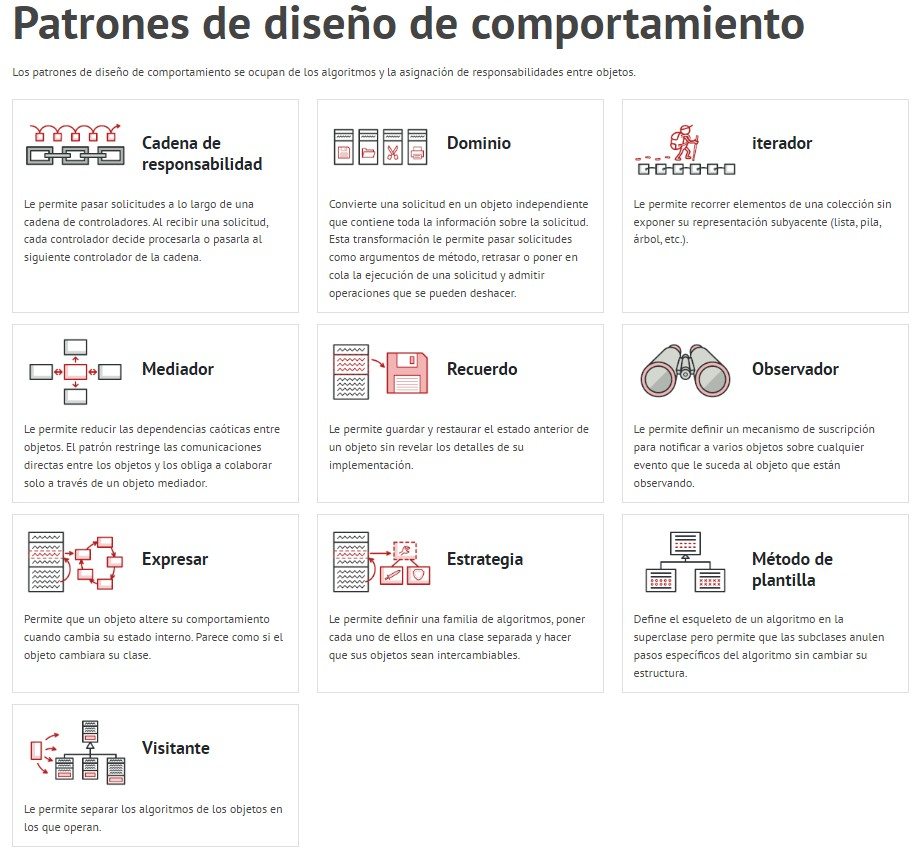 Patrones de diseño de comportamiento
Los patrones de diseño de comportamiento se ocupan de los algoritmos y la asignación de responsabilidades entre objetos.
Cadena de
responsabilidad
Le permite pasar solicitudes a lo largo de una
cadena de controladores. Al recibir una solicitud,
cada controlador decide procesarla o pasarla al
siguiente controlador de la cadena.
Dominio
Convierte una solicitud en un objeto independiente
que contiene toda la información sobre la solicitud.
Esta transformación le permite pasar solicitudes
como argumentos de método, retrasar o poner en
cola la ejecución de una solicitud y admitir
operaciones que se pueden deshacer.
iterador
Le permite recorrer elementos de una colección sin
exponer su representación subyacente (lista, pila,
árbol, etc.).
Mediador
Le permite reducir las dependencias caóticas entre
objetos. El patrón restringe las comunicaciones
directas entre los objetos y los obliga a colaborar
solo a través de un objeto mediador.
Recuerdo
Le permite guardar y restaurar el estado anterior de
un objeto sin revelar los detalles de su
implementación.
Observador
Le permite definir un mecanismo de suscripción
para notificar a varios objetos sobre cualquier
evento que le suceda al objeto que están
observando.
Expresar
Permite que un objeto altere su comportamiento
cuando cambia su estado interno. Parece como si el
objeto cambiara su clase.
Estrategia
Le permite definir una familia de algoritmos, poner
cada uno de ellos en una clase separada y hacer
que sus objetos sean intercambiables.
Método de
plantilla
Define el esqueleto de un algoritmo en la
superclase pero permite que las subclases anulen
pasos específicos del algoritmo sin cambiar su
estructura.
Visitante
Le permite separar los algoritmos de los objetos en
los que operan.